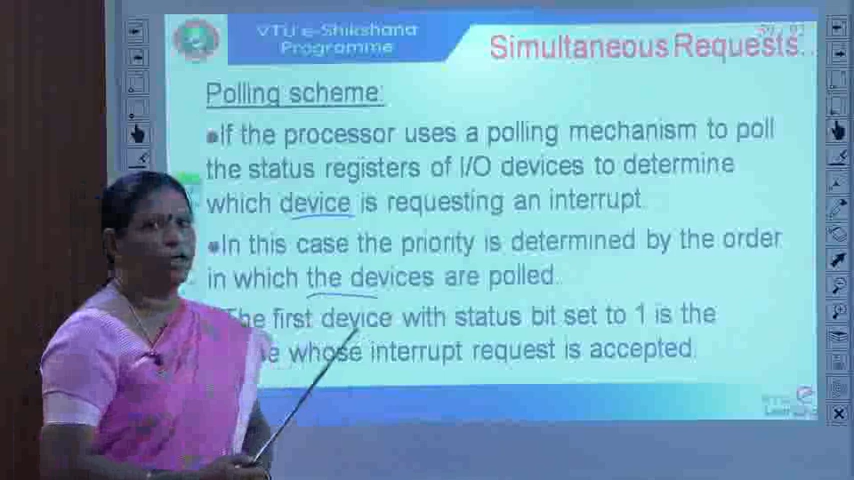 VTU e-Shikshana
Programme
Simultaneous Requests..
Polling scheme:
If the processor uses a polling mechanism to poll
the status registers of I/O devices to determine
which device is requesting an interrupt.
In this case the priority is determined by the order
in which the devices are polled.
The first device with status bit set to 1 is the
whose interrupt request is accepted.